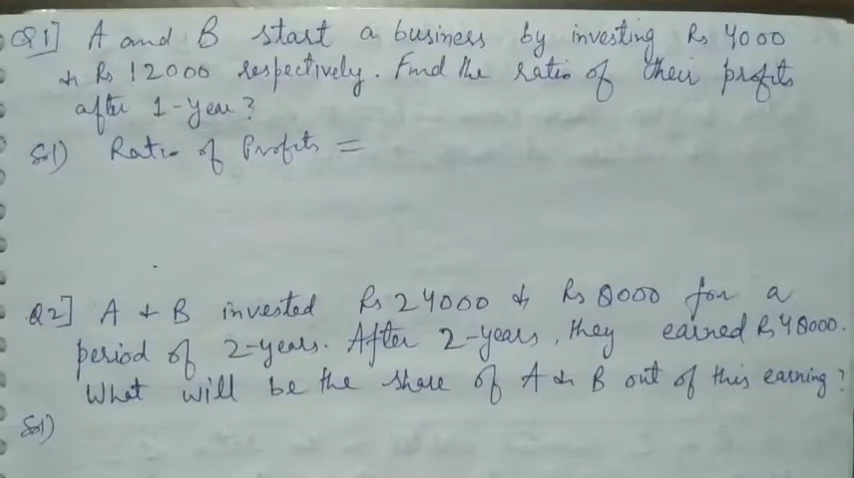 Q1] A and B start a business by investing Rs 4000
& Rs 12000 respectively. Find the ratio of their profits
after 1-year?
Sol) Ratio of Profits =
Q2] A & B invested Rs 24000 & Rs 8000 for a
period of 2-years. After 2-years, they earned Rs 48000.
What will be the share of A & B out of this earning?
Sol)